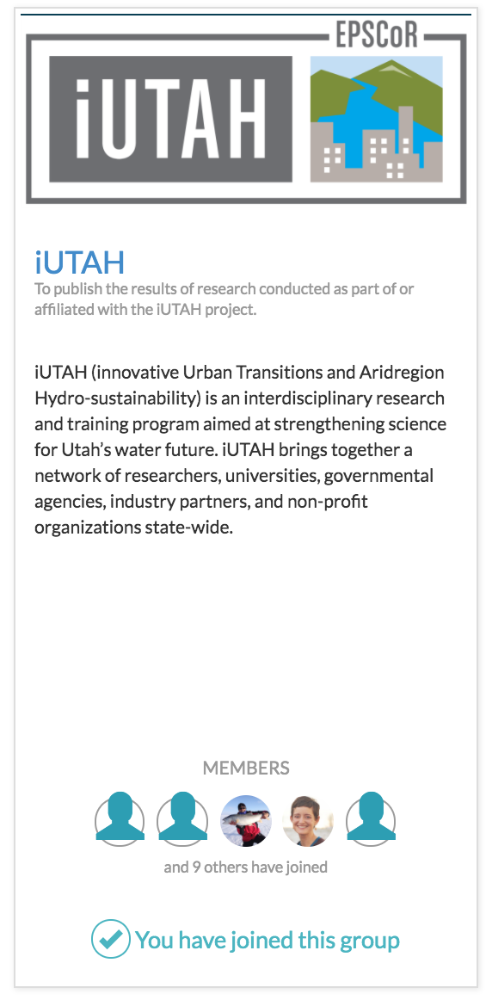 EPSCoR
iUTAH
iUTAH
To publish the results of research conducted as part of or
affiliated with the iUTAH project.
iUTAH (innovative Urban Transitions and Aridregion
Hydro-sustainability) is an interdisciplinary research
and training program aimed at strengthening science
for Utah’s water future. iUTAH brings together a
network of researchers, universities, governmental
agencies, industry partners, and non-profit
organizations state-wide.
MEMBERS
and 9 others have joined
You have joined this group